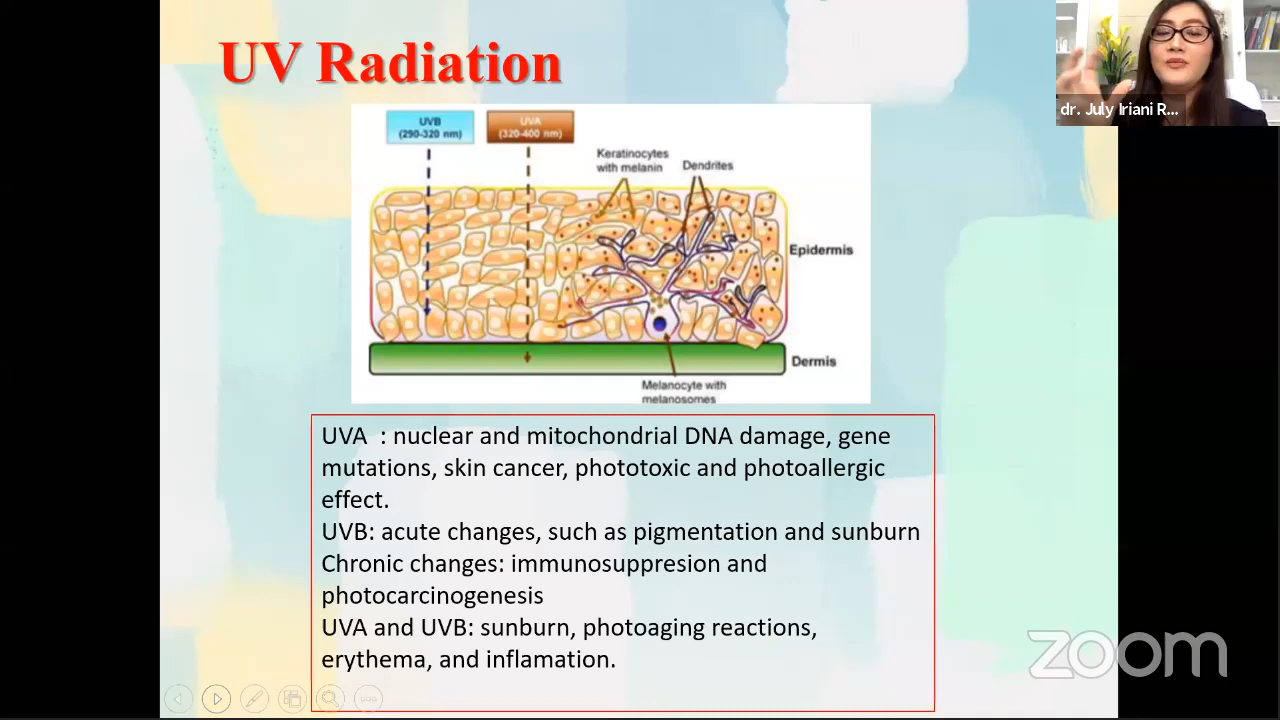 UV Radiation
dr. July Iriani R...
UVB
(290-320 nm)
UVA
(320-400 nm)
Keratinocytes
with melanin
Dendrites
Epidermis
Dermis
Melanocyte with
melanosomes
UVA : nuclear and mitochondrial DNA damage, gene
mutations, skin cancer, phototoxic and photoallergic
effect.
UVB: acute changes, such as pigmentation and sunburn
Chronic changes: immunosuppresion and
photocarcinogenesis
UVA and UVB: sunburn, photoaging reactions,
erythema, and inflamation.
zoom